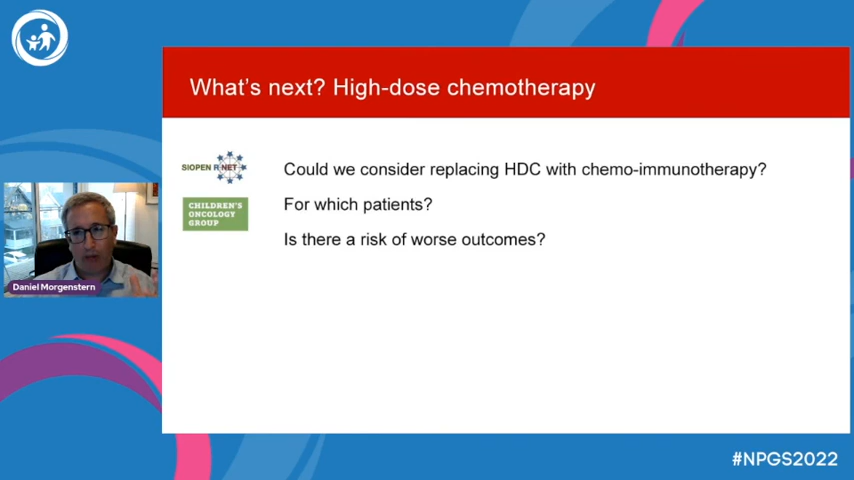 What's next? High-dose chemotherapy
SIOPEN R-NET
Could we consider replacing HDC with chemo-immunotherapy?
CHILDREN'S
ONCOLOGY
GROUP
For which patients?
Is there a risk of worse outcomes?
Daniel Morgenstern
#NPGS2022